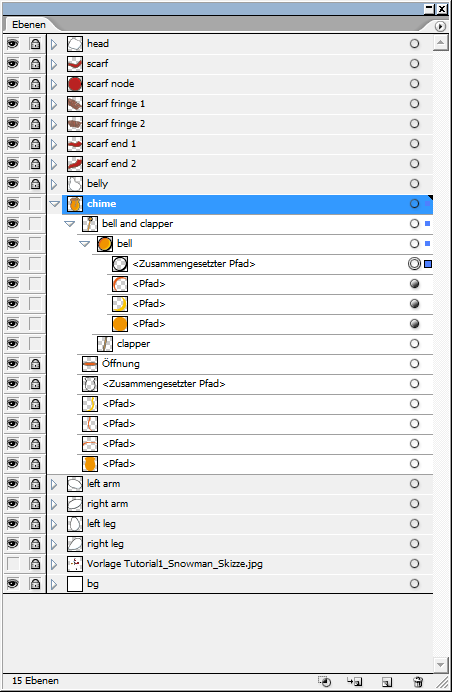 Ebenen
head
scarf
scarf node
scarf fringe 1
scarf fringe 2
scarf end 1
scarf end 2
belly
chime
bell and clapper
bell
<Zusammengesetzter Pfad>
<Pfad>
<Pfad>
<Pfad>
clapper
Öffnung
<Zusammengesetzter Pfad>
<Pfad>
<Pfad>
<Pfad>
<Pfad>
left arm
right arm
left leg
right leg
Vorlage Tutorial1_Snowman_Skizze.jpg
bg
15 Ebenen